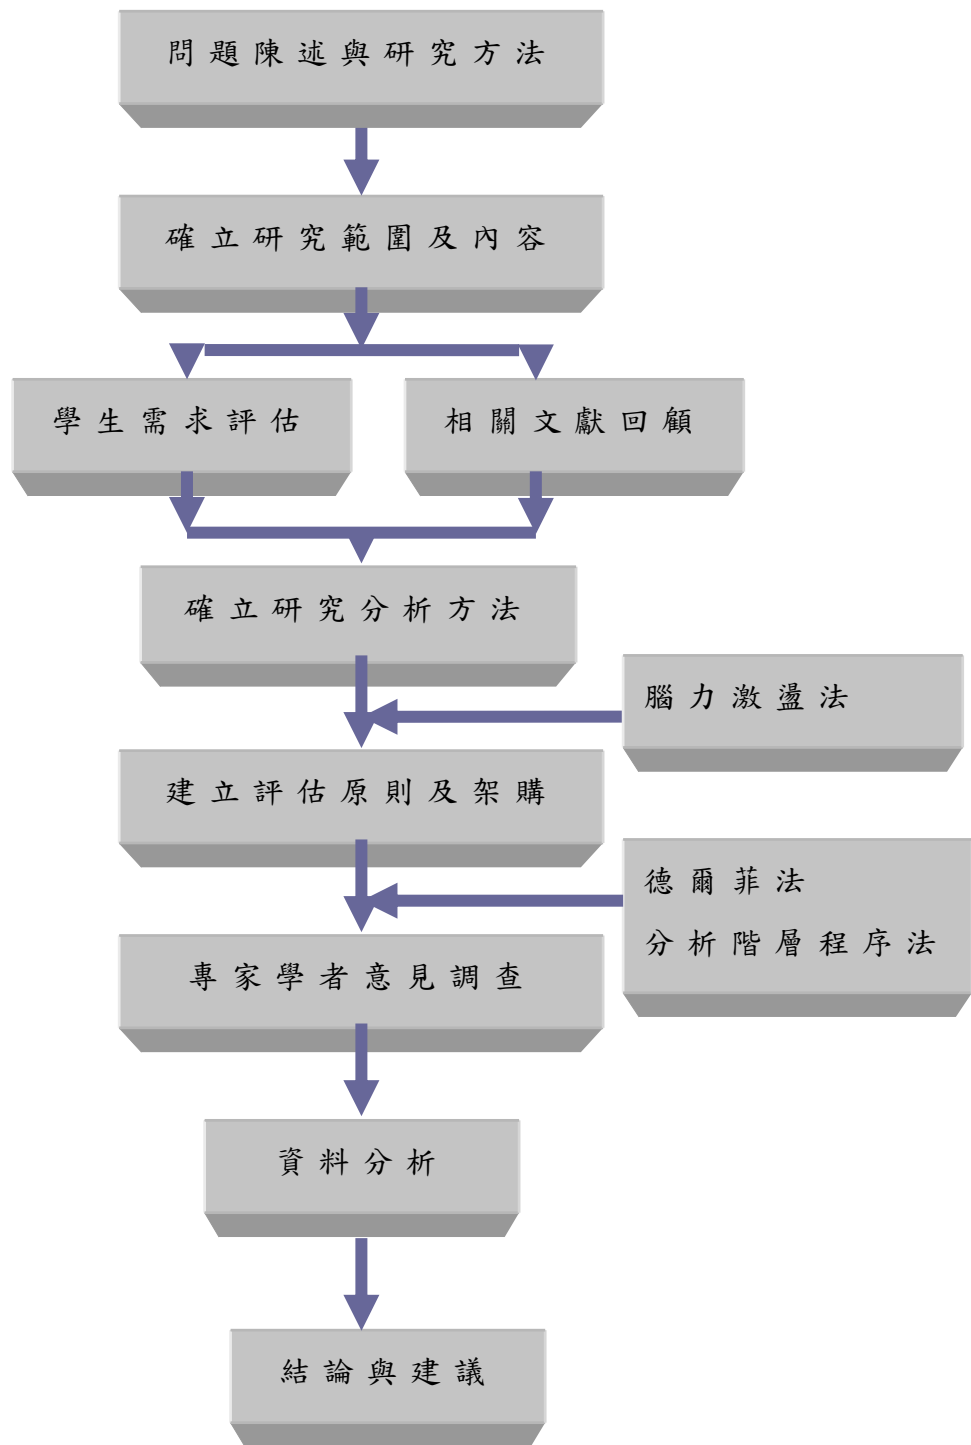 問題陳述與研究方法
確立研究範圍及內容
學生需求評估
相關文獻回顧
確立研究分析方法
腦力激盪法
建立評估原則及架購
德爾菲法
分析階層程序法
專家學者意見調查
資料分析
結論與建議